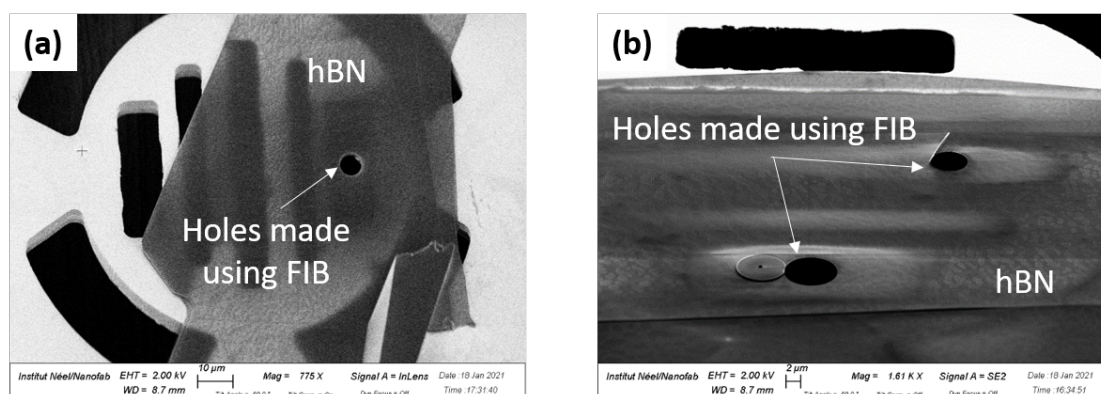 (a)
hBN
Holes made
using FIB
Institut Néel/Nanofab
EHT = 2.00 kV
WD = 8.7 mm
10 µm
Mag = 775 X
Signal A = InLens
Date :18 Jan 2021
Time :17:31:40
(b)
Holes made using FIB
hBN
Institut Néel/Nanofab
EHT = 2.00 kV
WD = 8.7 mm
2 µm
Mag = 1.61 K X
Signal A = SE2
Date :18 Jan 2021
Time :16:34:51